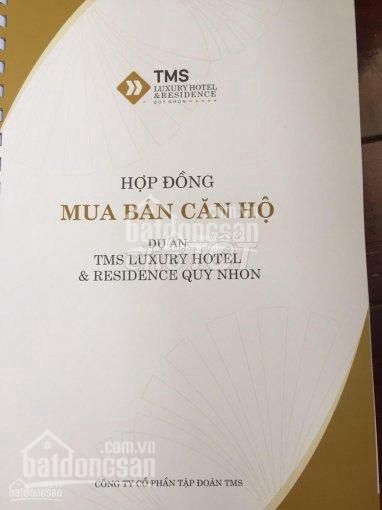 TMS
LUXURY HOTEL
& RESIDENCE
QUY NHON ★★★★★
HỢP ĐỒNG
MUA BÁN CĂN HỘ
DỰ ÁN
TMS LUXURY HOTEL
& RESIDENCE QUY NHON
batdongsan
.com.vn
batdongsan
CÔNG TY CỔ PHẦN TẬP ĐOÀN TMS